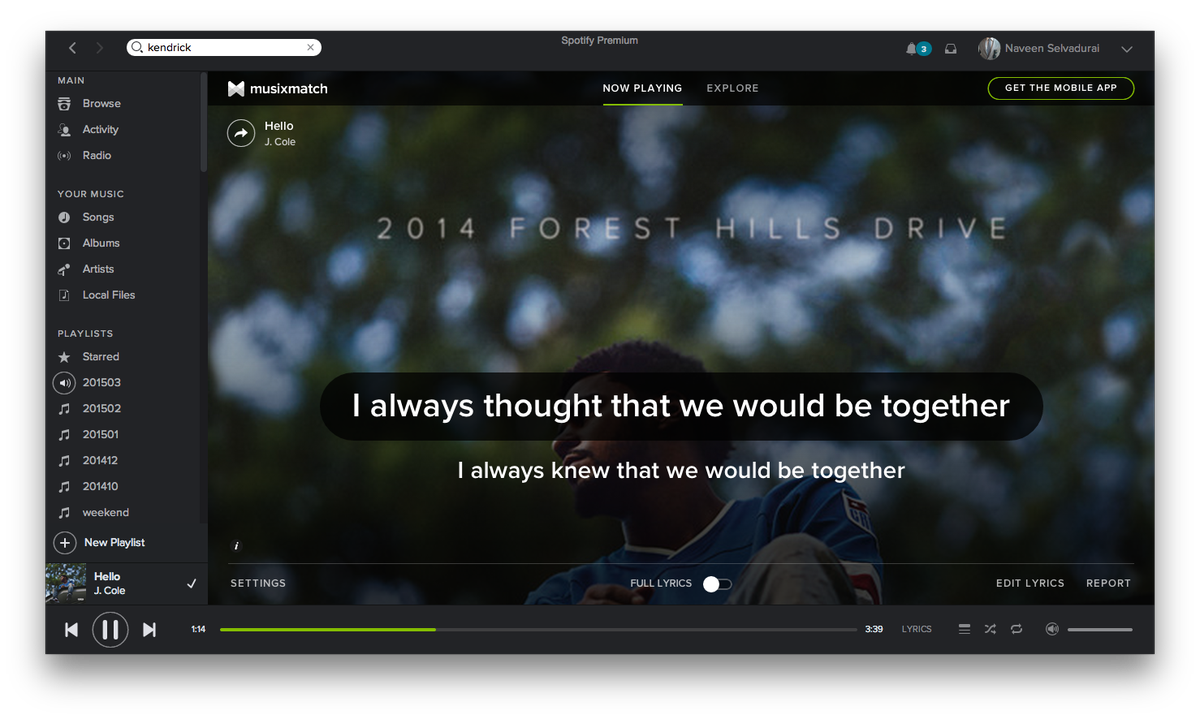 Spotify Premium
kendrick
3
Naveen Selvadurai
MAIN
Browse
Activity
Radio
YOUR MUSIC
Songs
Albums
Artists
Local Files
PLAYLISTS
Starred
201503
201502
201501
201412
201410
weekend
New Playlist
Hello
J. Cole
musixmatch
NOW PLAYING EXPLORE
GET THE MOBILE APP
Hello
J. Cole
2014 FOREST HILLS DRIVE
I always thought that we would be together
I always knew that we would be together
i
SETTINGS
FULL LYRICS
EDIT LYRICS REPORT
1:14
3:39
LYRICS